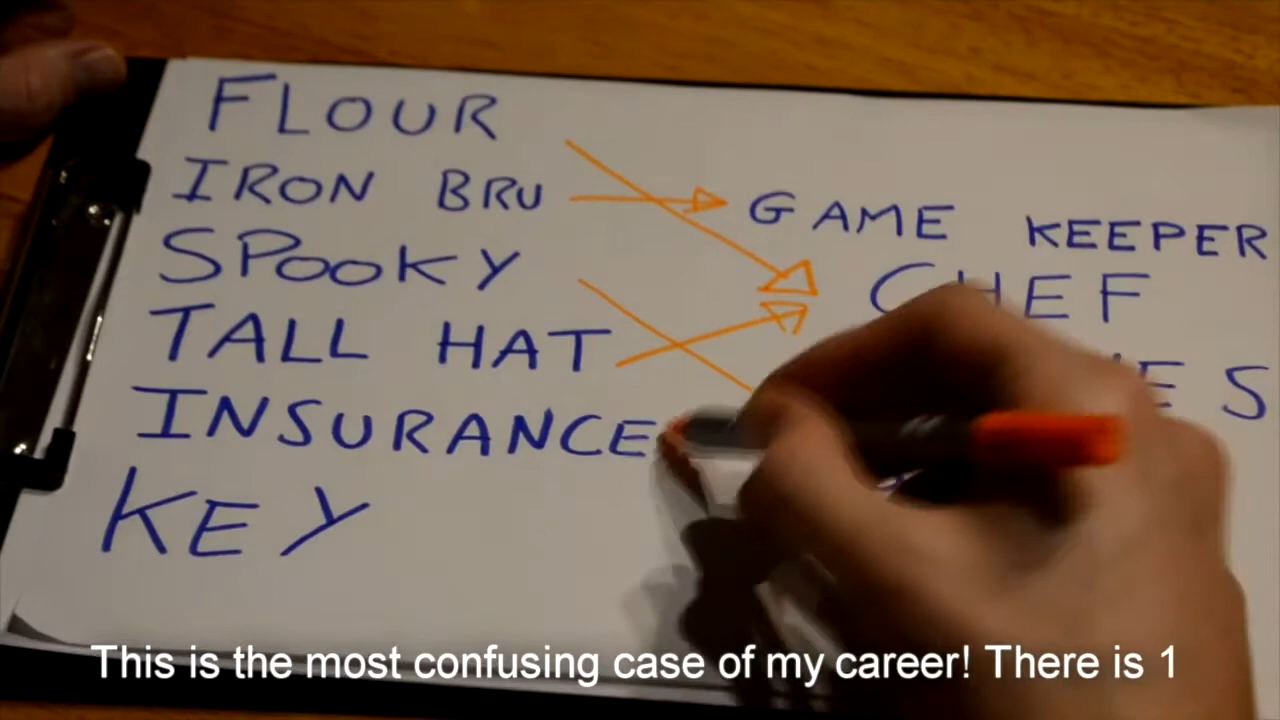 FLOUR
IRON BRU
SPOOKY
TALL HAT
INSURANCE
KEY
GAME KEEPER
CHEF
This is the most confusing case of my career! There is 1